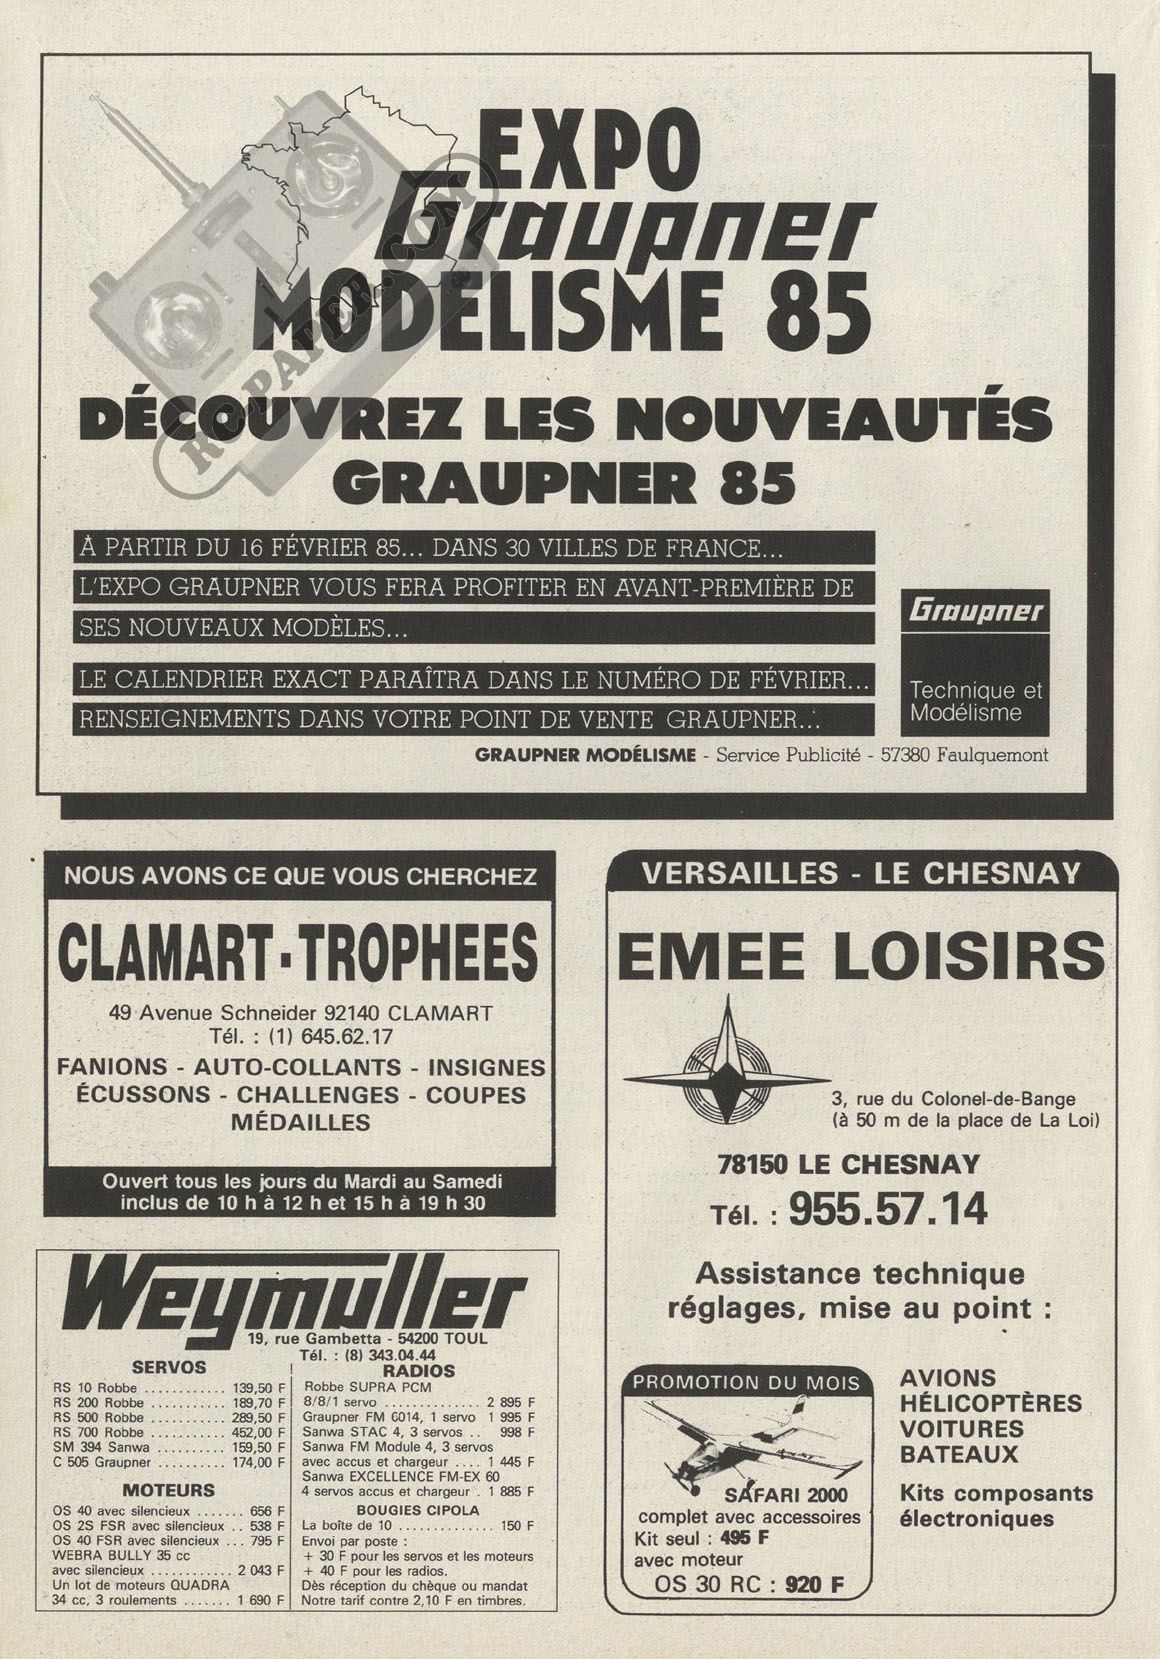 EXPO
Graupner
MODELISME 85
DÉCOUVREZ LES NOUVEAUTÉS
GRAUPNER 85
À PARTIR DU 16 FÉVRIER 85... DANS 30 VILLES DE FRANCE...
L'EXPO GRAUPNER VOUS FERA PROFITER EN AVANT-PREMIÈRE DE
SES NOUVEAUX MODÈLES...
LE CALENDRIER EXACT PARAÎTRA DANS LE NUMÉRO DE FÉVRIER...
RENSEIGNEMENTS DANS VOTRE POINT DE VENTE GRAUPNER...
Graupner
Technique et
Modélisme
GRAUPNER MODÉLISME - Service Publicité - 57380 Faulquemont
RC-PAPER.COM
NOUS AVONS CE QUE VOUS CHERCHEZ
CLAMART - TROPHEES
49 Avenue Schneider 92140 CLAMART
Tél. : (1) 645.62.17
FANIONS - AUTO-COLLANTS - INSIGNES
ÉCUSSONS - CHALLENGES - COUPES
MÉDAILLES
Ouvert tous les jours du Mardi au Samedi
inclus de 10 h à 12 h et 15 h à 19 h 30
Weymuller
19, rue Gambetta - 54200 TOUL
Tél. : (8) 343.04.44
SERVOS
RS 10 Robbe ............ 139,50 F
RS 200 Robbe ........... 189,70 F
RS 500 Robbe ........... 289,50 F
RS 700 Robbe ........... 452,00 F
SM 394 Sanwa .......... 159,50 F
C 505 Graupner ......... 174,00 F
MOTEURS
OS 40 avec silencieux ....... 656 F
OS 2S FSR avec silencieux .. 538 F
OS 40 FSR avec silencieux ... 795 F
WEBRA BULLY 35 cc
avec silencieux ............ 2 043 F
Un lot de moteurs QUADRA
34 cc, 3 roulements ....... 1 690 F
RADIOS
Robbe SUPRA PCM
8/8/1 servo .............. 2 895 F
Graupner FM 6014, 1 servo 1 995 F
Sanwa STAC 4, 3 servos .. 998 F
Sanwa FM Module 4, 3 servos
avec accus et chargeur .... 1 445 F
Sanwa EXCELLENCE FM-EX 60
4 servos accus et chargeur . 1 885 F
BOUGIES CIPOLA
La boîte de 10 ............. 150 F
Envoi par poste :
+ 30 F pour les servos et les moteurs
+ 40 F pour les radios.
Dès réception du chèque ou mandat
Notre tarif contre 2,10 F en timbres.
VERSAILLES - LE CHESNAY
EMEE LOISIRS
3, rue du Colonel-de-Bange
(à 50 m de la place de La Loi)
78150 LE CHESNAY
Tél. : 955.57.14
Assistance technique
réglages, mise au point :
PROMOTION DU MOIS
SAFARI 2000
complet avec accessoires
Kit seul : 495 F
avec moteur
OS 30 RC : 920 F
AVIONS
HÉLICOPTÈRES
VOITURES
BATEAUX
Kits composants
électroniques